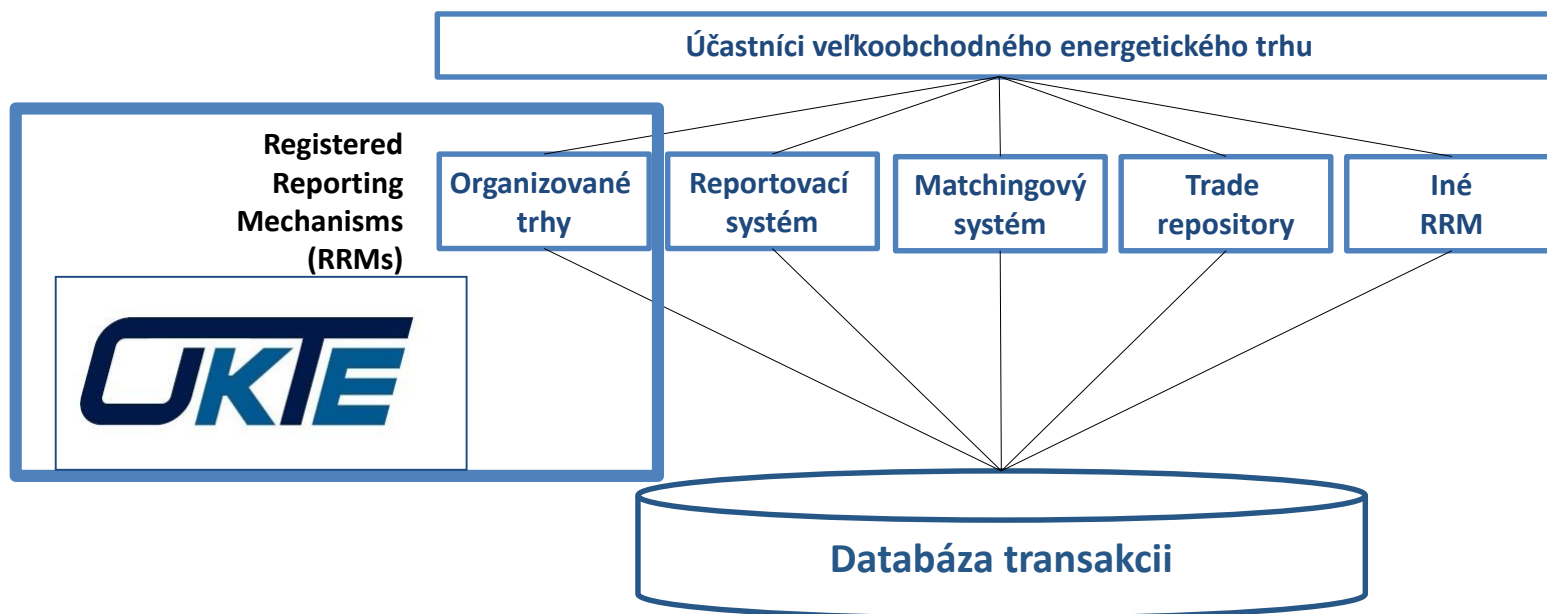 Účastníci veľkoobchodného energetického trhu
Registered
Reporting
Mechanisms
(RRMs)
Organizované
trhy
Reportovací
systém
Matchingový
systém
Trade
repository
Iné
RRM
OKTE
Databáza transakcii